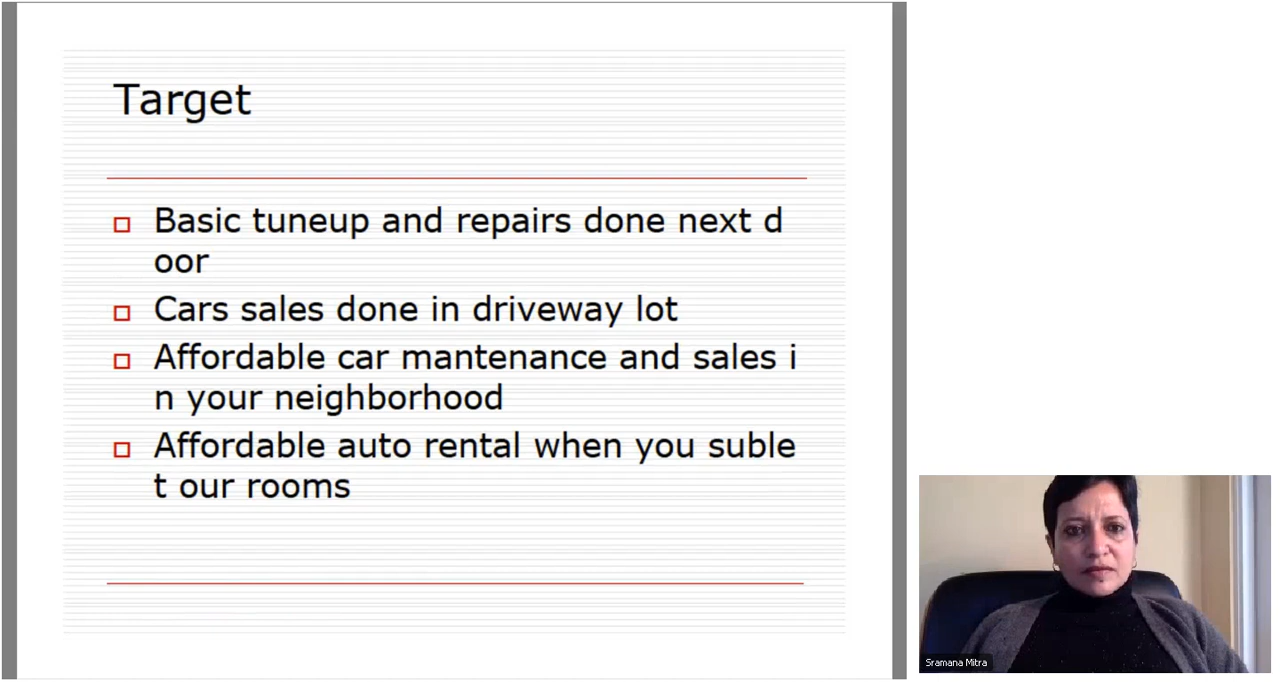 Target
Basic tuneup and repairs done next d
oor
Cars sales done in driveway lot
Affordable car mantenance and sales i
n your neighborhood
Affordable auto rental when you suble
t our rooms
Sramana Mitra